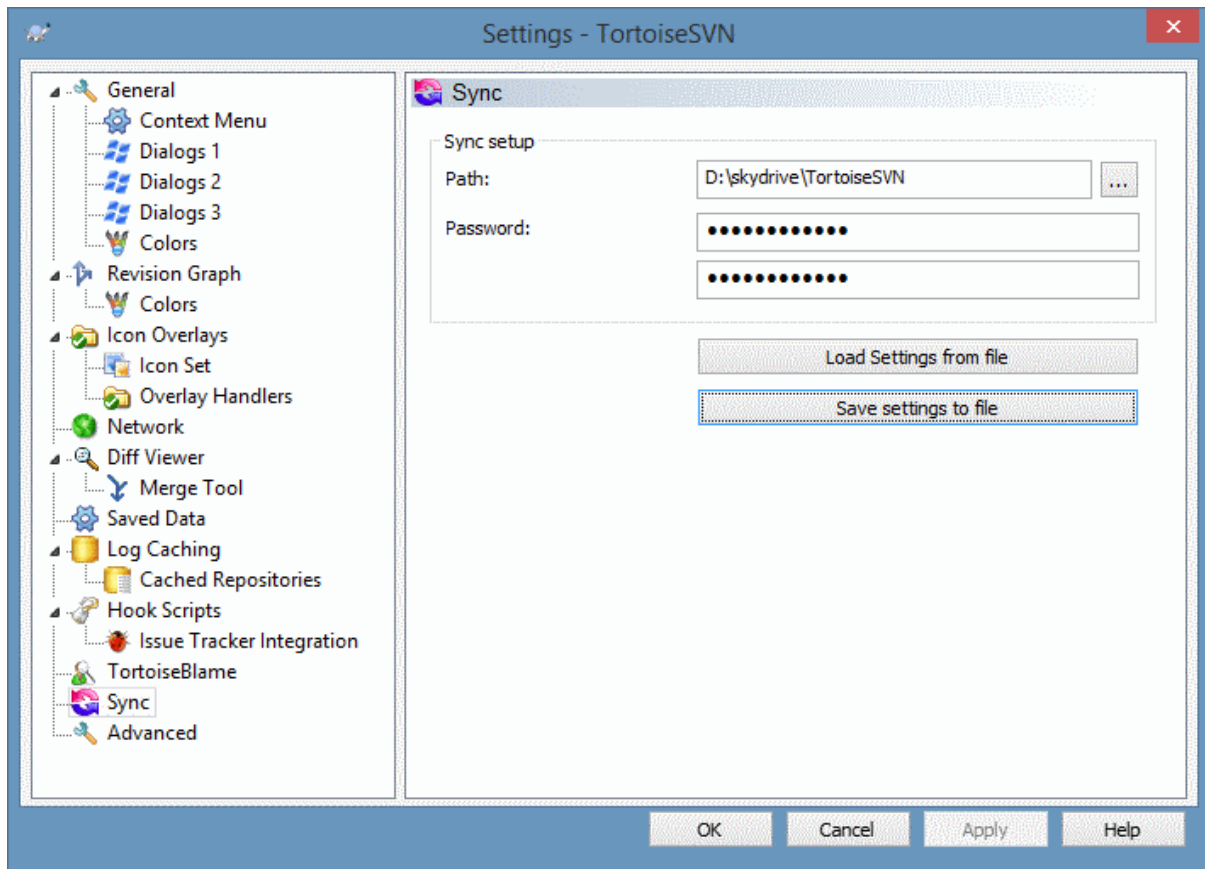 Settings - TortoiseSVN
General
Context Menu
Dialogs 1
Dialogs 2
Dialogs 3
Colors
Revision Graph
Colors
Icon Overlays
Icon Set
Overlay Handlers
Network
Diff Viewer
Merge Tool
Saved Data
Log Caching
Cached Repositories
Hook Scripts
Issue Tracker Integration
TortoiseBlame
Sync
Advanced
Sync
Sync setup
Path:
D:\skydrive\TortoiseSVN
...
Password:
●●●●●●●●●●●●
●●●●●●●●●●●●
Load Settings from file
Save settings to file
OK
Cancel
Apply
Help